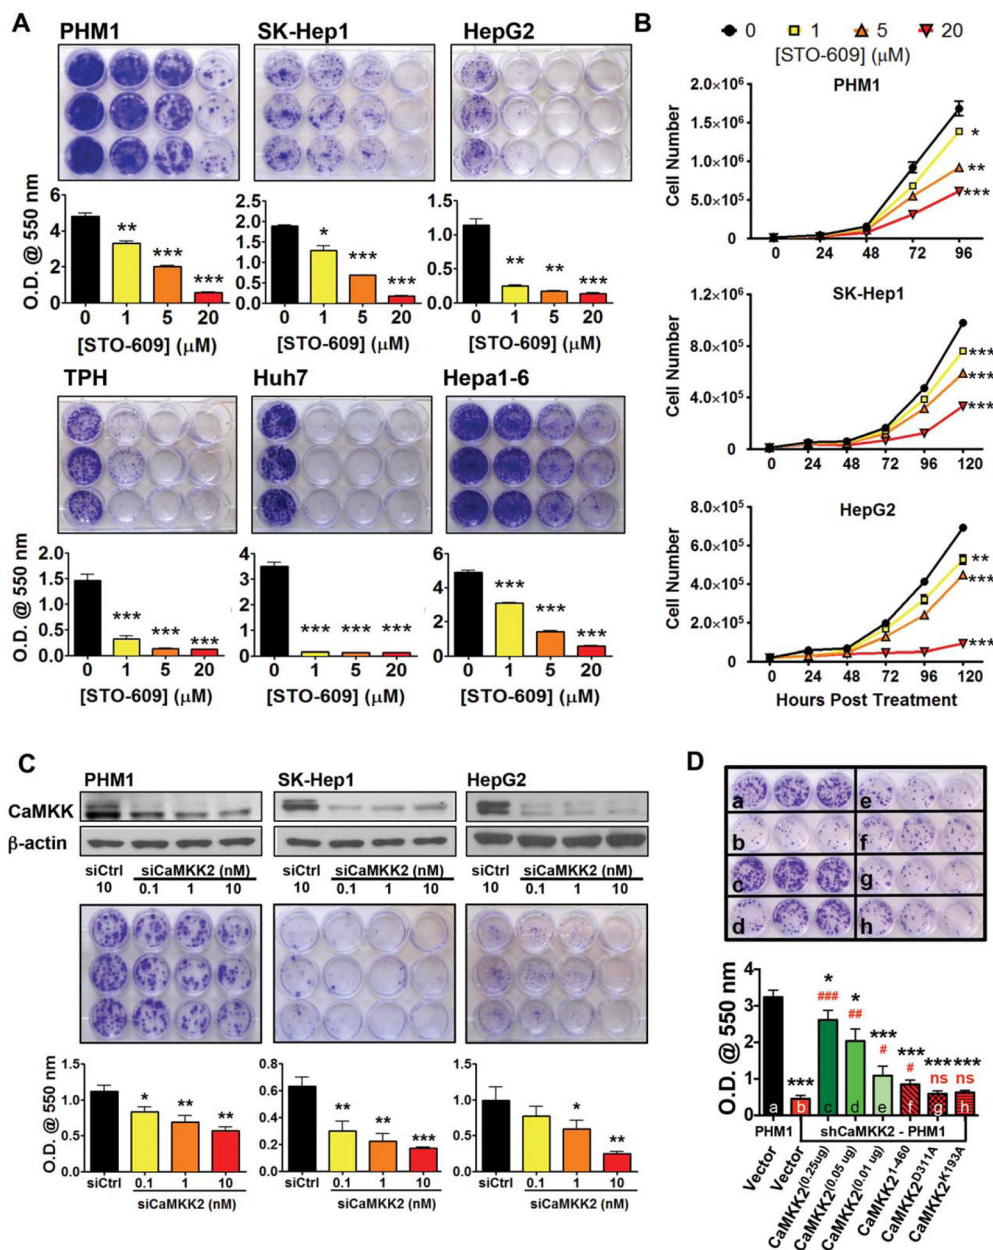 A
PHM1 SK-Hep1 HepG2
O.D. @ 550 nm
6
4
2
0
** *** ***
0 1 5 20
[STO-609] (μM)
2.5
2.0
1.5
1.0
0.5
0.0
* *** ***
0 1 5 20
[STO-609] (μM)
1.5
1.0
0.5
0.0
** ** ***
0 1 5 20
[STO-609] (μM)
TPH Huh7 Hepa1-6
O.D. @ 550 nm
2.0
1.5
1.0
0.5
0.0
*** *** ***
0 1 5 20
[STO-609] (μM)
4
3
2
1
0
*** *** ***
0 1 5 20
[STO-609] (μM)
6
4
2
0
*** *** ***
0 1 5 20
[STO-609] (μM)
B
0 1 5 20
[STO-609] (μM)
PHM1
Cell Number
2.0×10⁶
1.5×10⁶
1.0×10⁶
5.0×10⁵
0
*
**
***
0 24 48 72 96
SK-Hep1
Cell Number
1.2×10⁶
8.0×10⁵
4.0×10⁵
0
***
***
***
0 24 48 72 96 120
HepG2
Cell Number
8.0×10⁵
6.0×10⁵
4.0×10⁵
2.0×10⁵
0
**
***
***
0 24 48 72 96 120
Hours Post Treatment
C
PHM1 SK-Hep1 HepG2
CaMKK
β-actin
siCtrl siCaMKK2 (nM) siCtrl siCaMKK2 (nM) siCtrl siCaMKK2 (nM)
10 0.1 1 10 10 0.1 1 10 10 0.1 1 10
O.D. @ 550 nm
1.5
1.0
0.5
0.0
* ** **
siCtrl 0.1 1 10
siCaMKK2 (nM)
0.8
0.6
0.4
0.2
0.0
** ** ***
siCtrl 0.1 1 10
siCaMKK2 (nM)
1.5
1.0
0.5
0.0
* **
siCtrl 0.1 1 10
siCaMKK2 (nM)
D
a e
b f
c g
d h
O.D. @ 550 nm
4
3
2
1
0
*** * * *** *** *** ***
### ## # # ns ns
a b c d e f g h
PHM1 shCaMKK2 - PHM1
Vector
Vector
CaMKK2(0.25ug)
CaMKK2(0.05 ug)
CaMKK2(0.01 ug)
CaMKK2 1-460
CaMKK2 D311A
CaMKK2 K193A